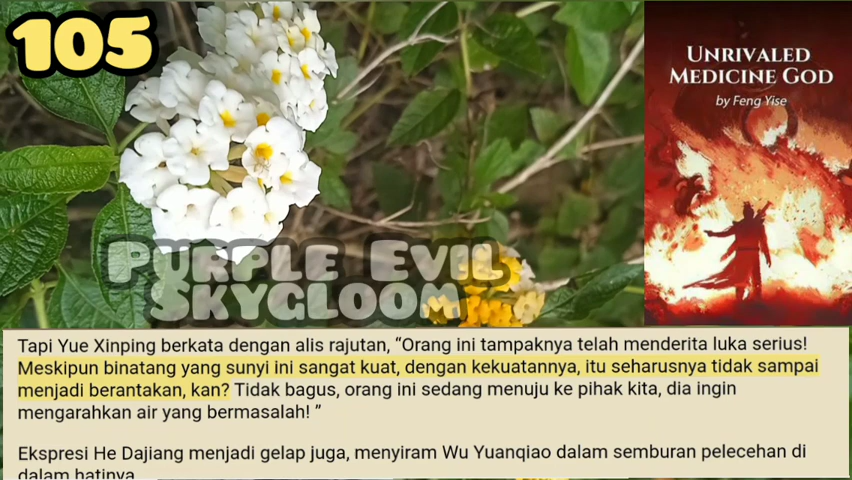 105
UNRIVALED
MEDICINE GOD
by Feng Yise
PURPLE EVIL
SKYGLOOM
Tapi Yue Xinping berkata dengan alis rajutan, “Orang ini tampaknya telah menderita luka serius!
Meskipun binatang yang sunyi ini sangat kuat, dengan kekuatannya, itu seharusnya tidak sampai
menjadi berantakan, kan? Tidak bagus, orang ini sedang menuju ke pihak kita, dia ingin
mengarahkan air yang bermasalah! ”
Ekspresi He Dajiang menjadi gelap juga, menyiram Wu Yuanqiao dalam semburan pelecehan di
dalam hatinya